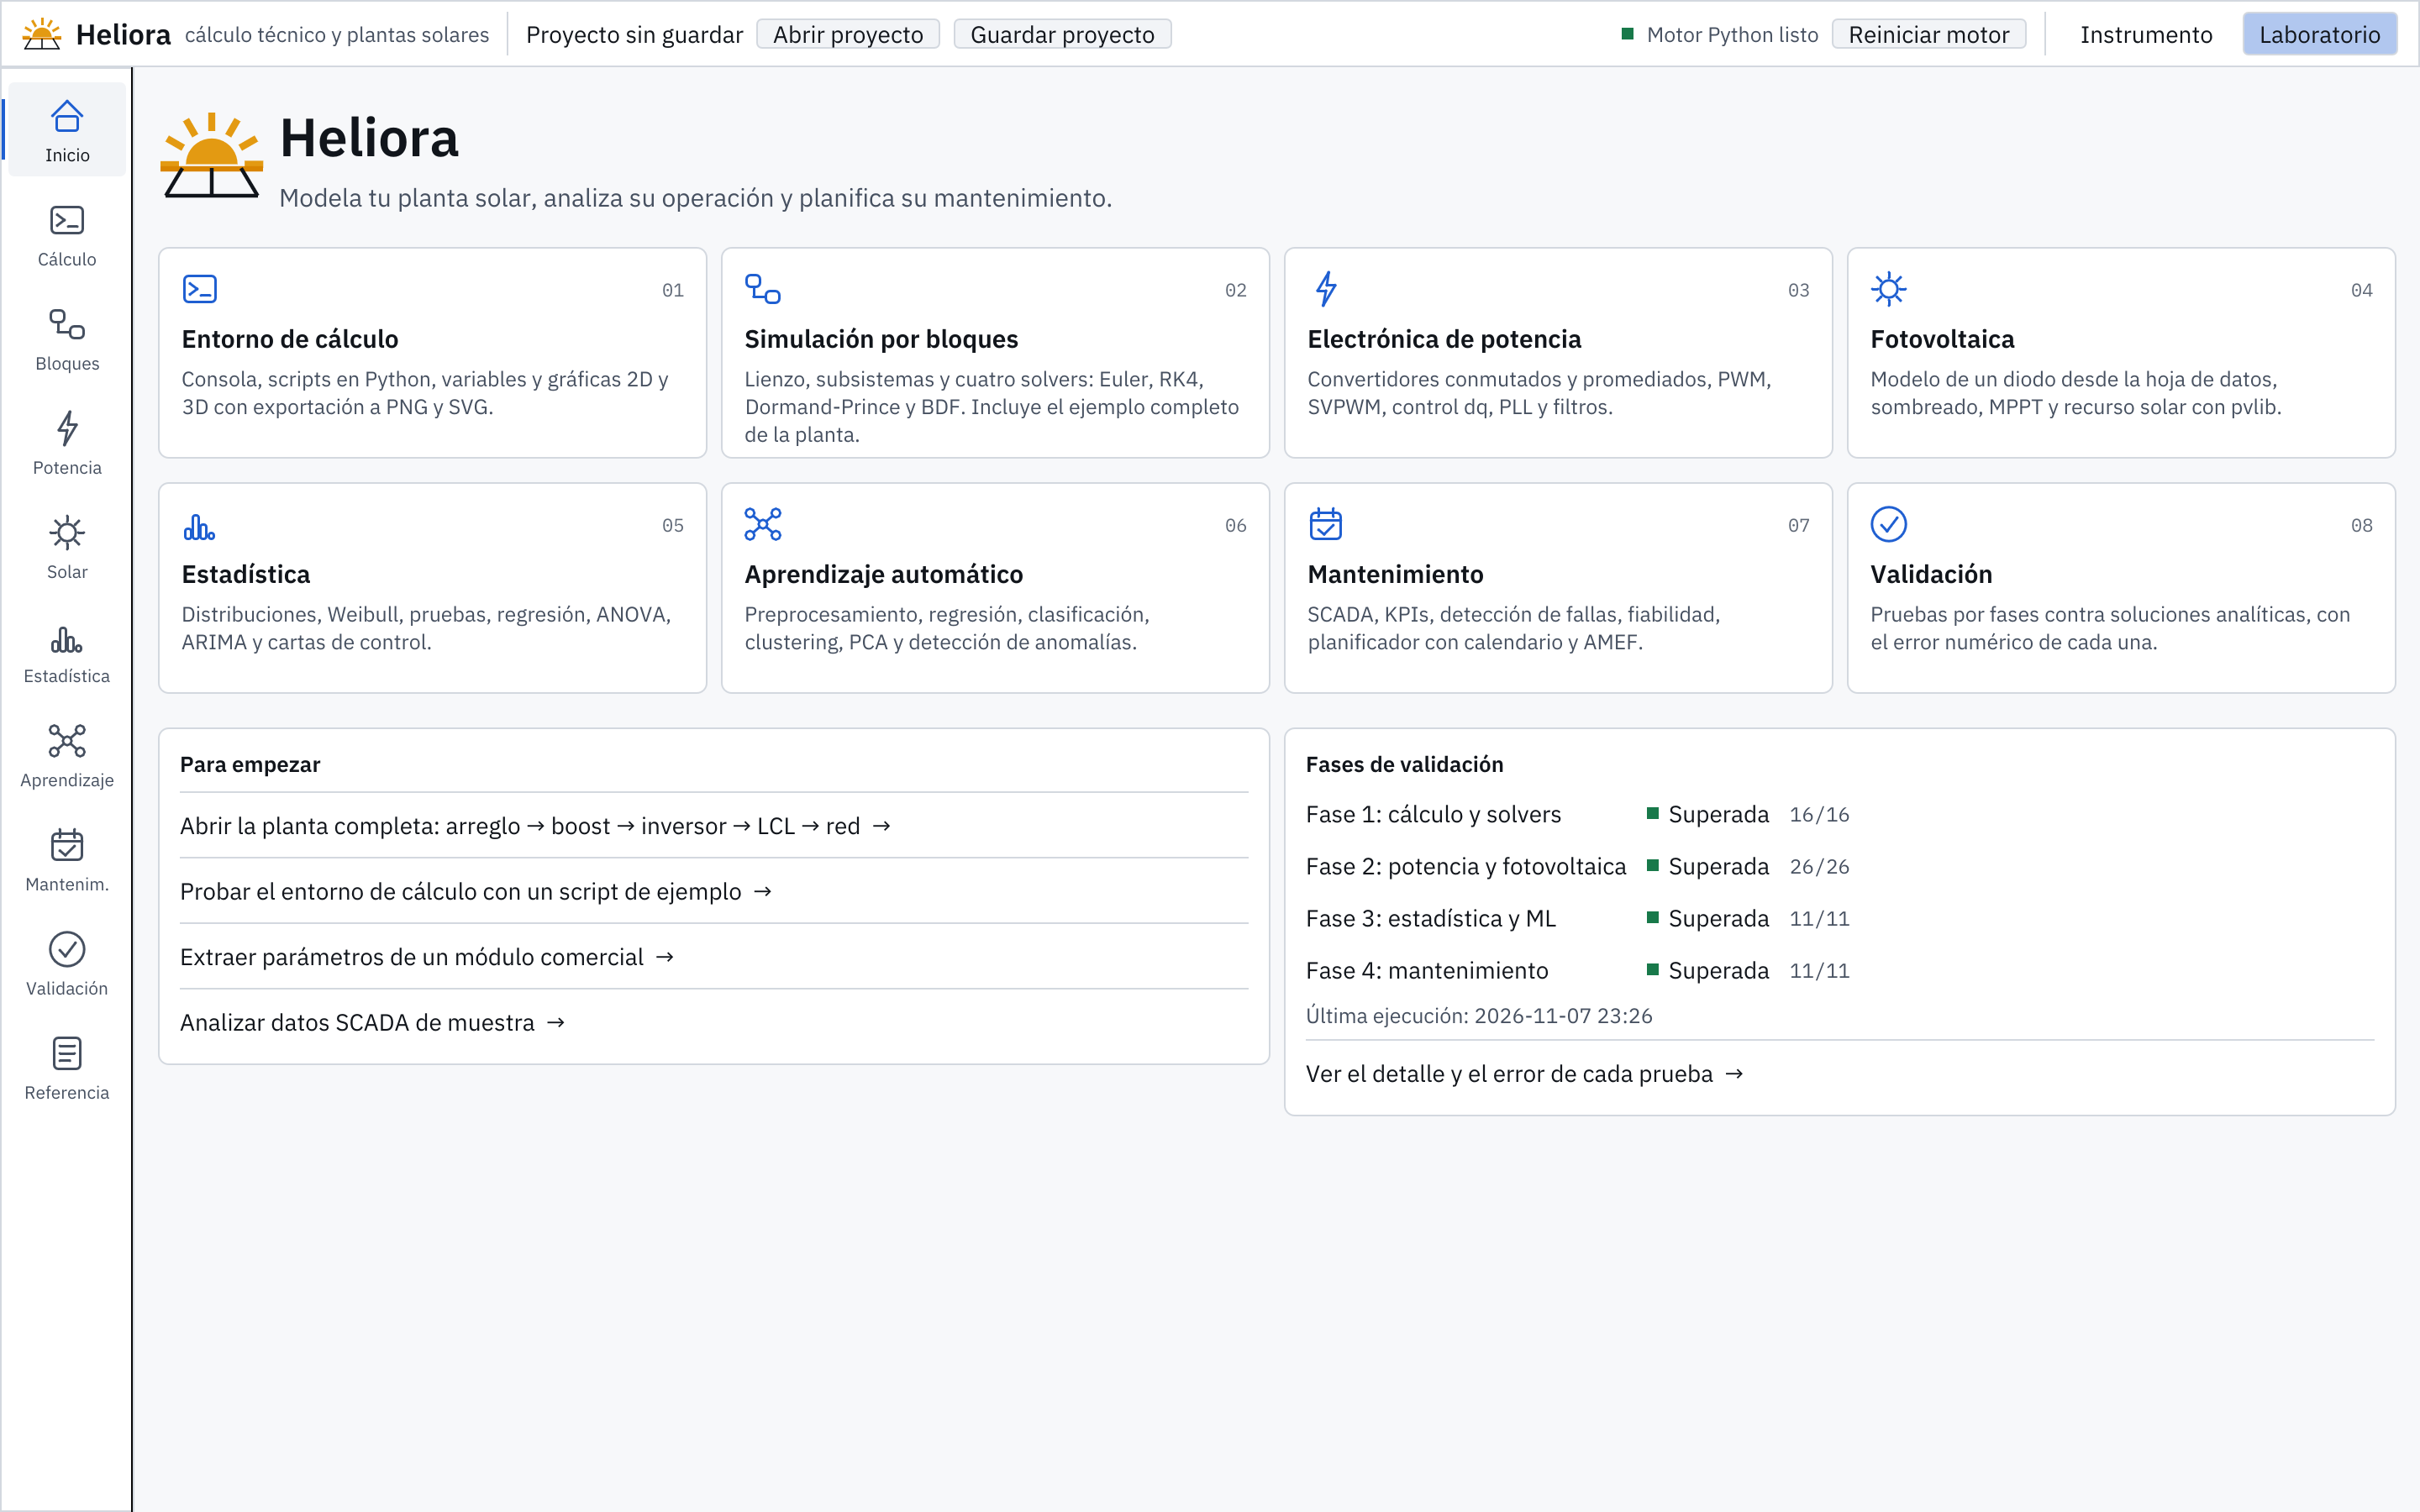 Heliora cálculo técnico y plantas solares Proyecto sin guardar Abrir proyecto Guardar proyecto Motor Python listo Reiniciar motor Instrumento Laboratorio
Inicio
Cálculo
Bloques
Potencia
Solar
Estadística
Aprendizaje
Mantenim.
Validación
Referencia
Heliora
Modela tu planta solar, analiza su operación y planifica su mantenimiento.
01
Entorno de cálculo
Consola, scripts en Python, variables y gráficas 2D y
3D con exportación a PNG y SVG.
02
Simulación por bloques
Lienzo, subsistemas y cuatro solvers: Euler, RK4,
Dormand-Prince y BDF. Incluye el ejemplo completo
de la planta.
03
Electrónica de potencia
Convertidores conmutados y promediados, PWM,
SVPWM, control dq, PLL y filtros.
04
Fotovoltaica
Modelo de un diodo desde la hoja de datos,
sombreado, MPPT y recurso solar con pvlib.
05
Estadística
Distribuciones, Weibull, pruebas, regresión, ANOVA,
ARIMA y cartas de control.
06
Aprendizaje automático
Preprocesamiento, regresión, clasificación,
clustering, PCA y detección de anomalías.
07
Mantenimiento
SCADA, KPIs, detección de fallas, fiabilidad,
planificador con calendario y AMEF.
08
Validación
Pruebas por fases contra soluciones analíticas, con
el error numérico de cada una.
Para empezar
Abrir la planta completa: arreglo → boost → inversor → LCL → red →
Probar el entorno de cálculo con un script de ejemplo →
Extraer parámetros de un módulo comercial →
Analizar datos SCADA de muestra →
Fases de validación
Fase 1: cálculo y solvers Superada 16/16
Fase 2: potencia y fotovoltaica Superada 26/26
Fase 3: estadística y ML Superada 11/11
Fase 4: mantenimiento Superada 11/11
Última ejecución: 2026-11-07 23:26
Ver el detalle y el error de cada prueba →